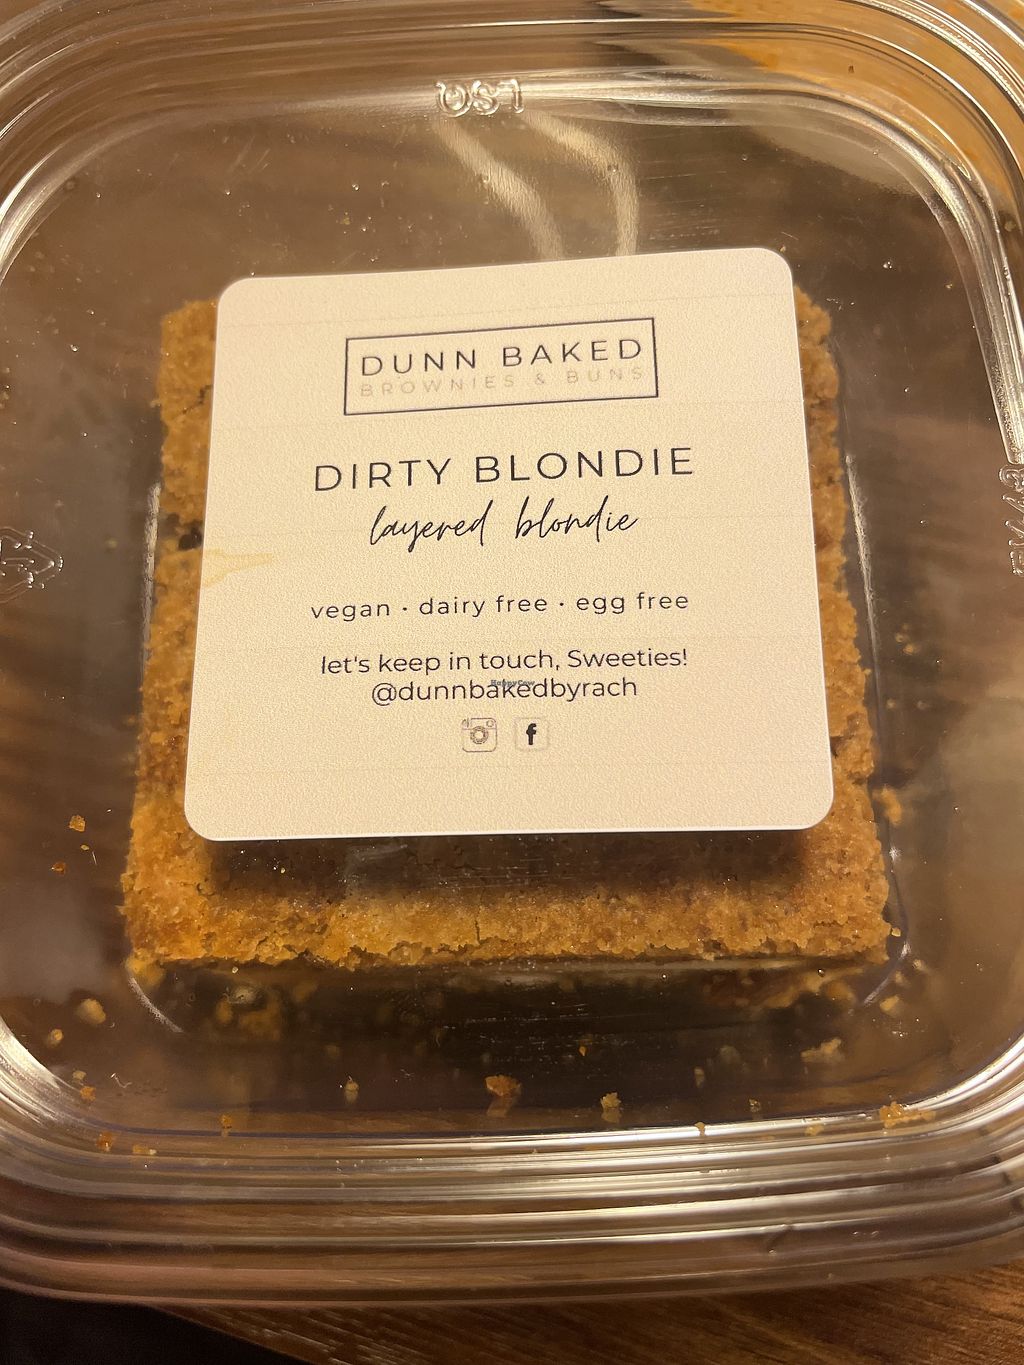 DUNN BAKED
BROWNIES & BUNS
DIRTY BLONDIE
layered blondie
vegan · dairy free · egg free
let's keep in touch, Sweeties!
@dunnbakedbyrach
HappyCow